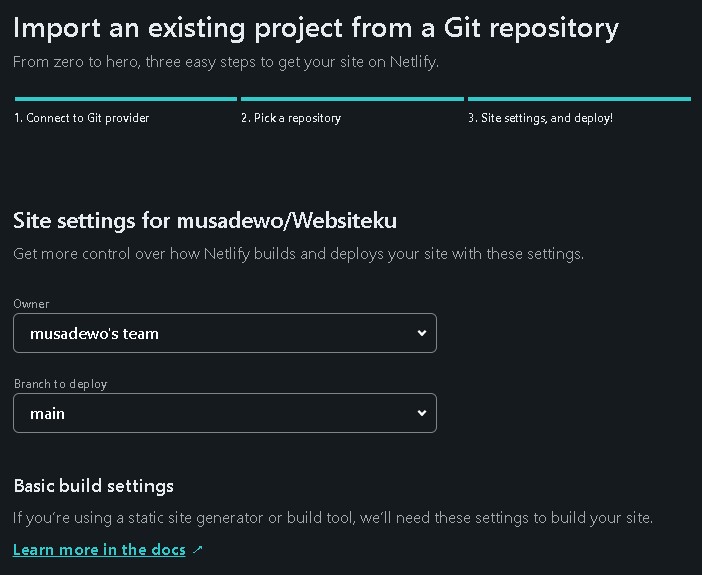 Import an existing project from a Git repository
From zero to hero, three easy steps to get your site on Netlify.
1. Connect to Git provider
2. Pick a repository
3. Site settings, and deploy!
Site settings for musadewo/Websiteku
Get more control over how Netlify builds and deploys your site with these settings.
Owner
musadewo's team
Branch to deploy
main
Basic build settings
If you’re using a static site generator or build tool, we’ll need these settings to build your site.
Learn more in the docs ↗